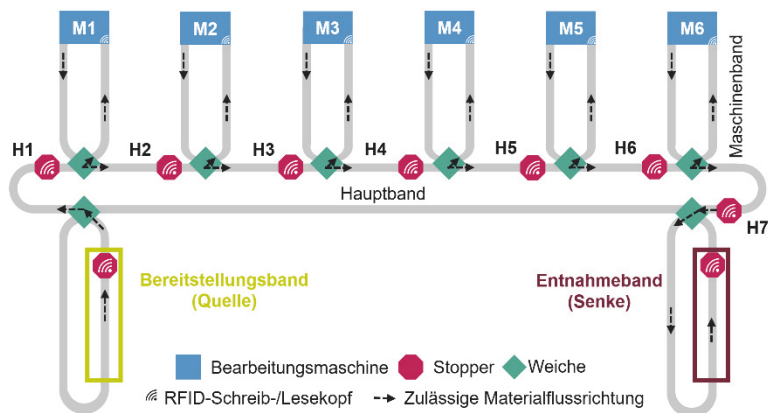 M1 M2 M3 M4 M5 M6
Maschinenband
H1 H2 H3 H4 H5 H6
Hauptband
H7
Bereitstellungsband
(Quelle)
Entnahmeband
(Senke)
Bearbeitungsmaschine Stopper Weiche
RFID-Schreib-/Lesekopf Zulässige Materialflussrichtung